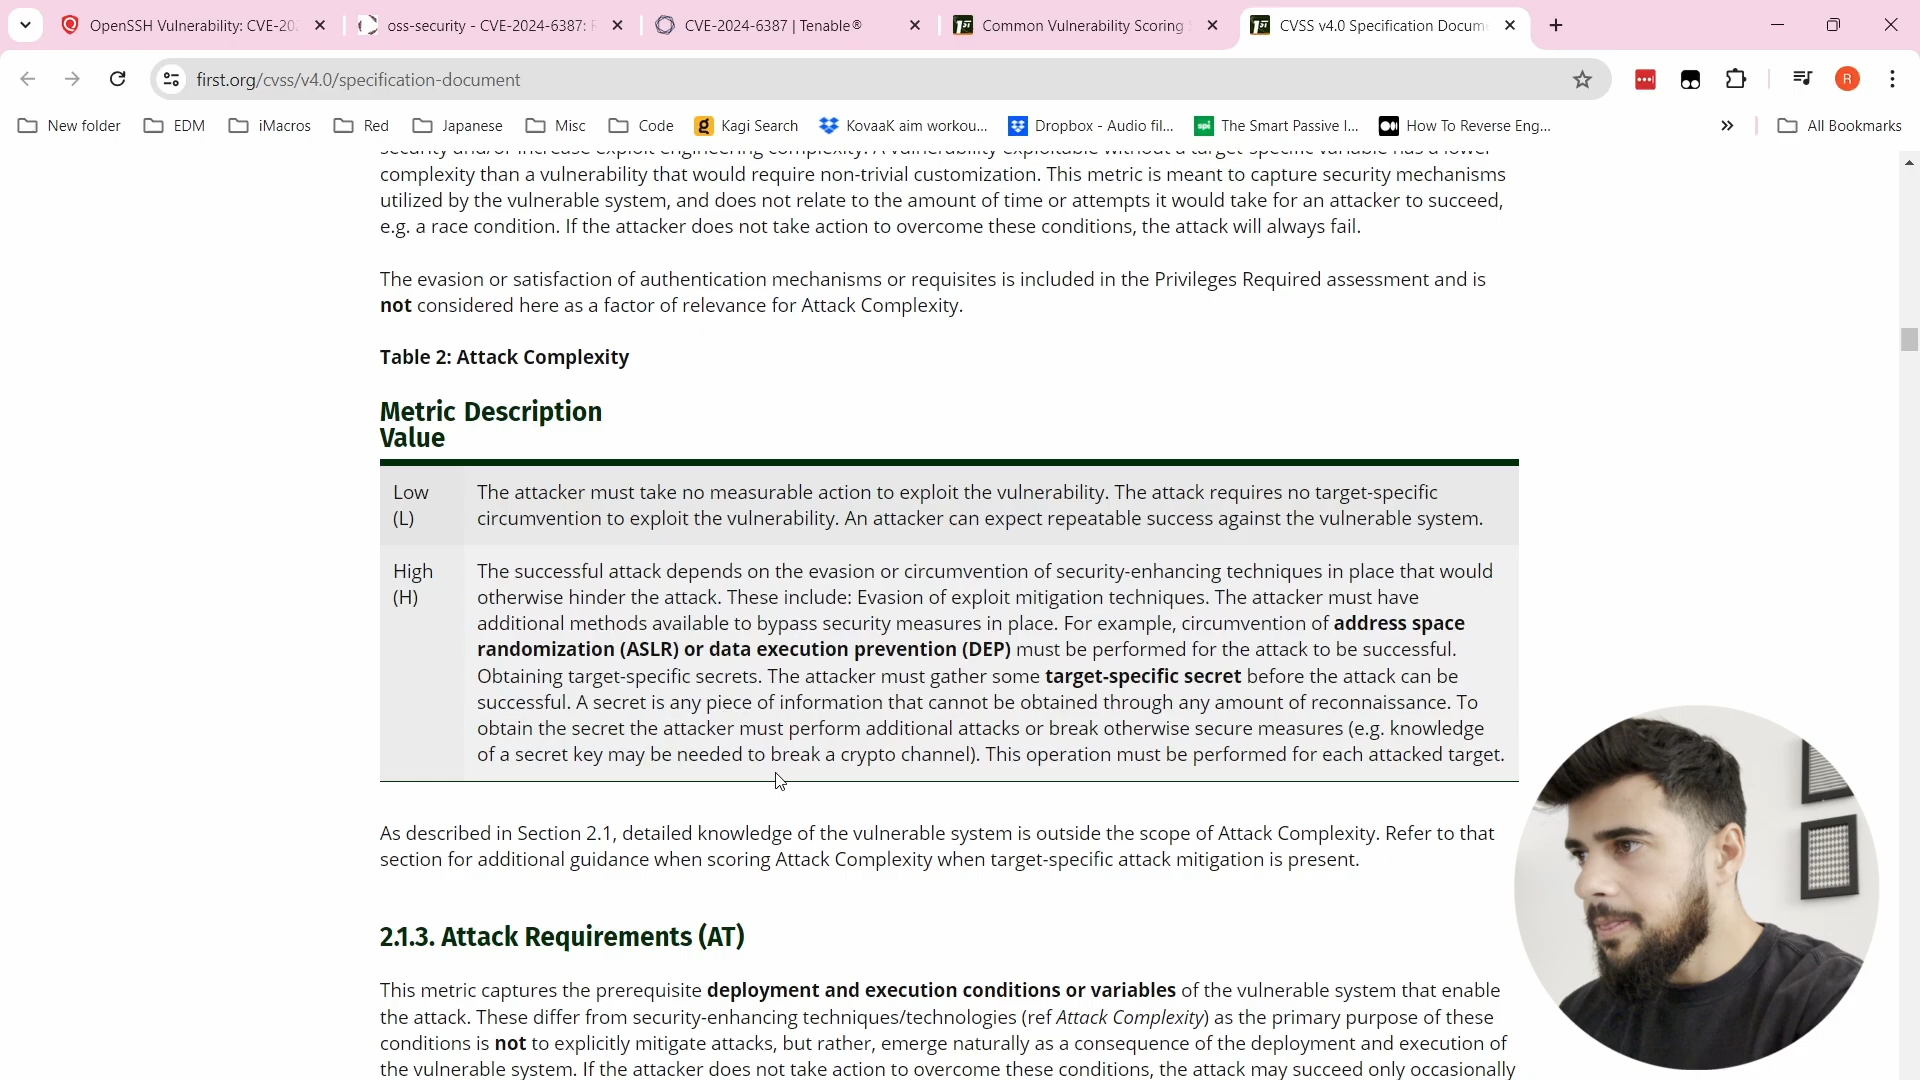 OpenSSH Vulnerability: CVE-20
oss-security - CVE-2024-6387: R
CVE-2024-6387 | Tenable®
Common Vulnerability Scoring
CVSS v4.0 Specification Docum
first.org/cvss/v4.0/specification-document
R
New folder
EDM
iMacros
Red
Japanese
Misc
Code
Kagi Search
KovaaK aim workou...
Dropbox - Audio fil...
The Smart Passive I...
How To Reverse Eng...
All Bookmarks
security and/or increase exploit engineering complexity. A vulnerability exploitable without a target-specific variable has a lower
complexity than a vulnerability that would require non-trivial customization. This metric is meant to capture security mechanisms
utilized by the vulnerable system, and does not relate to the amount of time or attempts it would take for an attacker to succeed,
e.g. a race condition. If the attacker does not take action to overcome these conditions, the attack will always fail.
The evasion or satisfaction of authentication mechanisms or requisites is included in the Privileges Required assessment and is
not considered here as a factor of relevance for Attack Complexity.
Table 2: Attack Complexity
Metric Description
Value
Low The attacker must take no measurable action to exploit the vulnerability. The attack requires no target-specific
(L) circumvention to exploit the vulnerability. An attacker can expect repeatable success against the vulnerable system.
High The successful attack depends on the evasion or circumvention of security-enhancing techniques in place that would
(H) otherwise hinder the attack. These include: Evasion of exploit mitigation techniques. The attacker must have
additional methods available to bypass security measures in place. For example, circumvention of address space
randomization (ASLR) or data execution prevention (DEP) must be performed for the attack to be successful.
Obtaining target-specific secrets. The attacker must gather some target-specific secret before the attack can be
successful. A secret is any piece of information that cannot be obtained through any amount of reconnaissance. To
obtain the secret the attacker must perform additional attacks or break otherwise secure measures (e.g. knowledge
of a secret key may be needed to break a crypto channel). This operation must be performed for each attacked target.
As described in Section 2.1, detailed knowledge of the vulnerable system is outside the scope of Attack Complexity. Refer to that
section for additional guidance when scoring Attack Complexity when target-specific attack mitigation is present.
2.1.3. Attack Requirements (AT)
This metric captures the prerequisite deployment and execution conditions or variables of the vulnerable system that enable
the attack. These differ from security-enhancing techniques/technologies (ref Attack Complexity) as the primary purpose of these
conditions is not to explicitly mitigate attacks, but rather, emerge naturally as a consequence of the deployment and execution of
the vulnerable system. If the attacker does not take action to overcome these conditions, the attack may succeed only occasionally